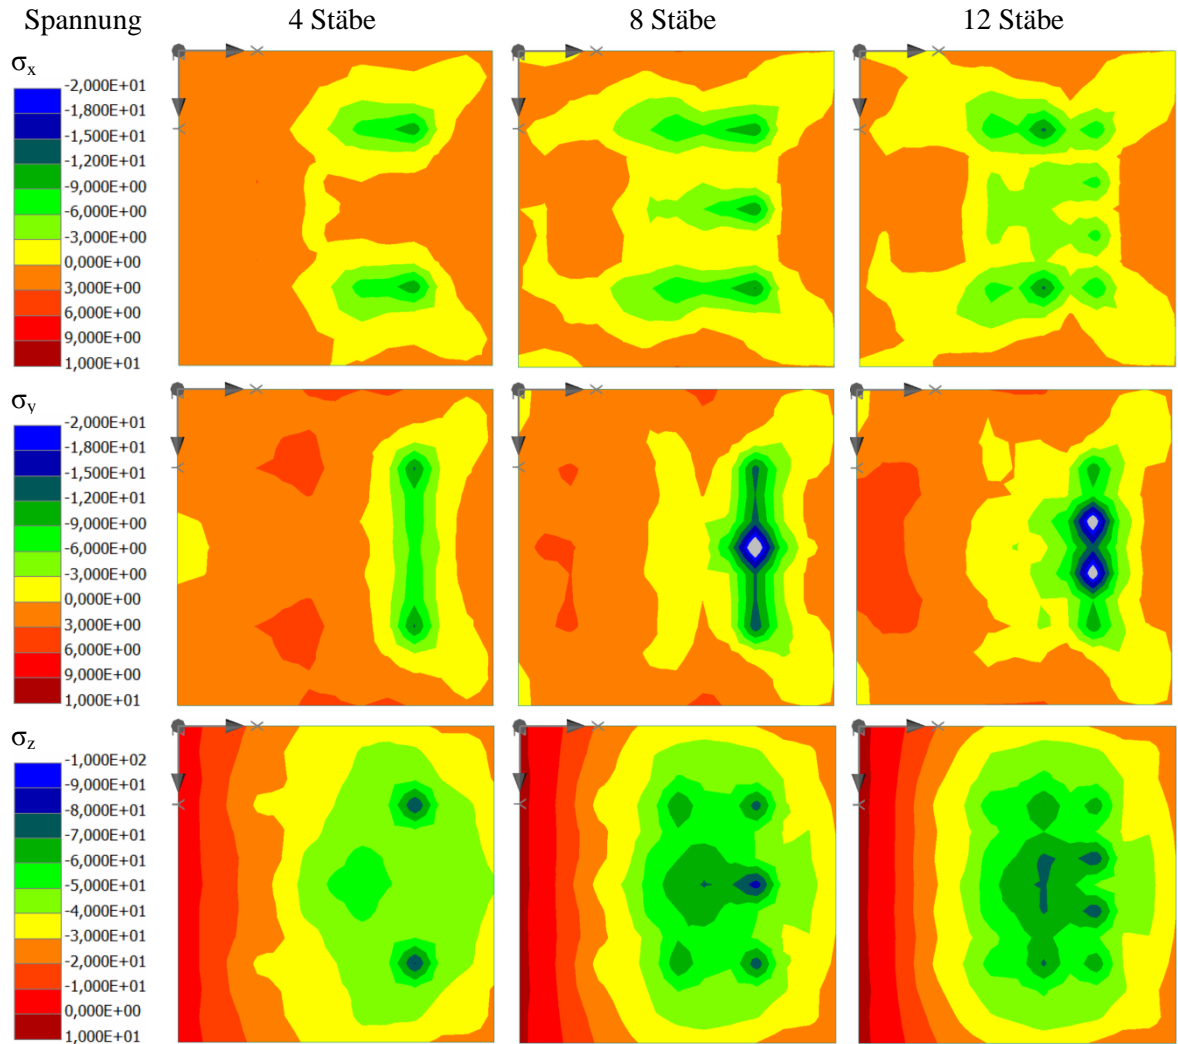 Spannung 4 Stäbe 8 Stäbe 12 Stäbe
σx
-2,000E+01
-1,800E+01
-1,500E+01
-1,200E+01
-9,000E+00
-6,000E+00
-3,000E+00
0,000E+00
3,000E+00
6,000E+00
9,000E+00
1,000E+01
σy
-2,000E+01
-1,800E+01
-1,500E+01
-1,200E+01
-9,000E+00
-6,000E+00
-3,000E+00
0,000E+00
3,000E+00
6,000E+00
9,000E+00
1,000E+01
σz
-1,000E+02
-9,000E+01
-8,000E+01
-7,000E+01
-6,000E+01
-5,000E+01
-4,000E+01
-3,000E+01
-2,000E+01
-1,000E+01
0,000E+00
1,000E+01